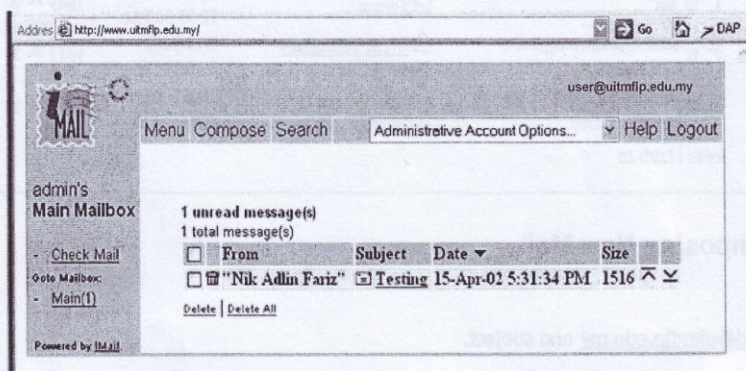 Addres http://www.uitmflp.edu.my/ Go DAP
iMAIL
user@uitmflp.edu.my
Menu Compose Search Administrative Account Options... Help Logout
admin's
Main Mailbox
- Check Mail
Goto Mailbox:
- Main(1)
Powered by IMail.
1 unread message(s)
1 total message(s)
From Subject Date Size
"Nik Adlin Fariz" Testing 15-Apr-02 5:31:34 PM 1516
Delete | Delete All